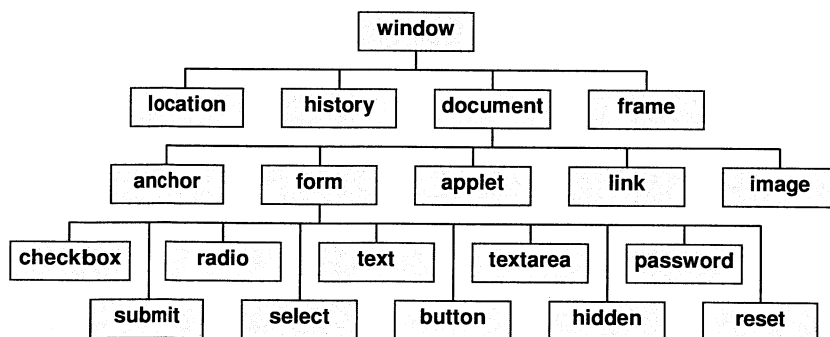 window
location history document frame
anchor form applet link image
checkbox radio text textarea password
submit select button hidden reset